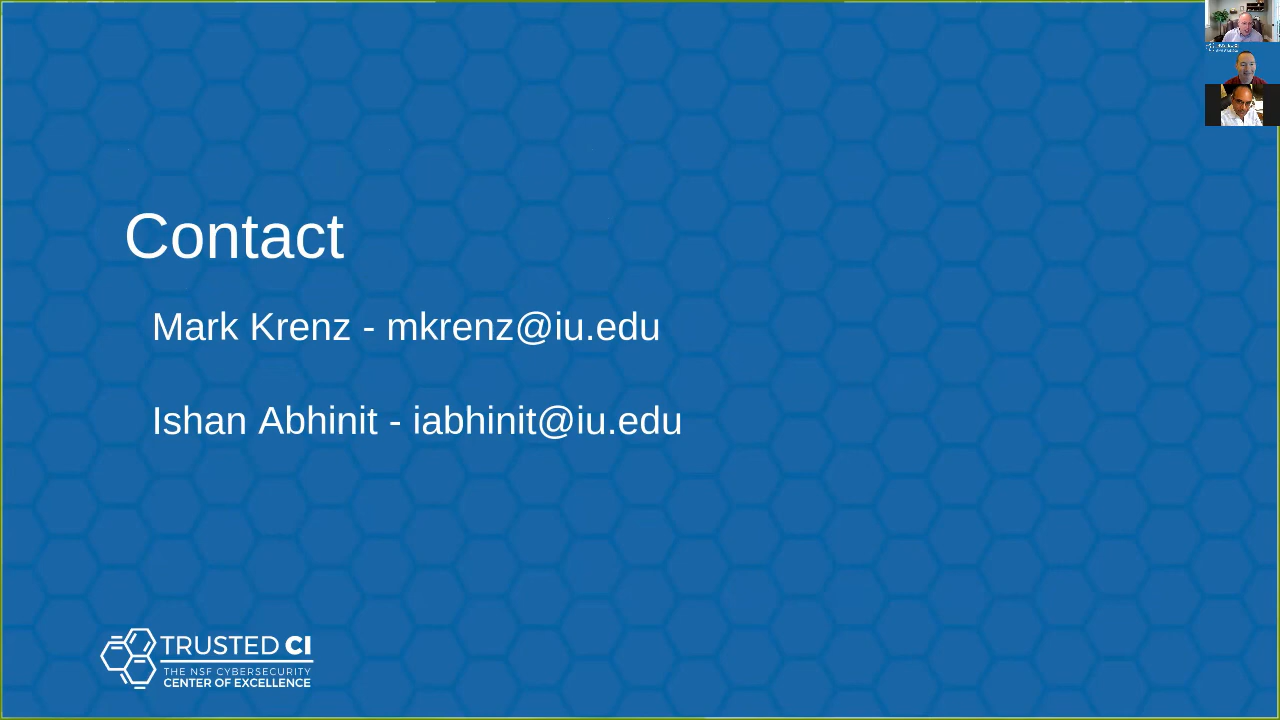 Contact
Mark Krenz - mkrenz@iu.edu
Ishan Abhinit - iabhinit@iu.edu
TRUSTED CI
THE NSF CYBERSECURITY
CENTER OF EXCELLENCE